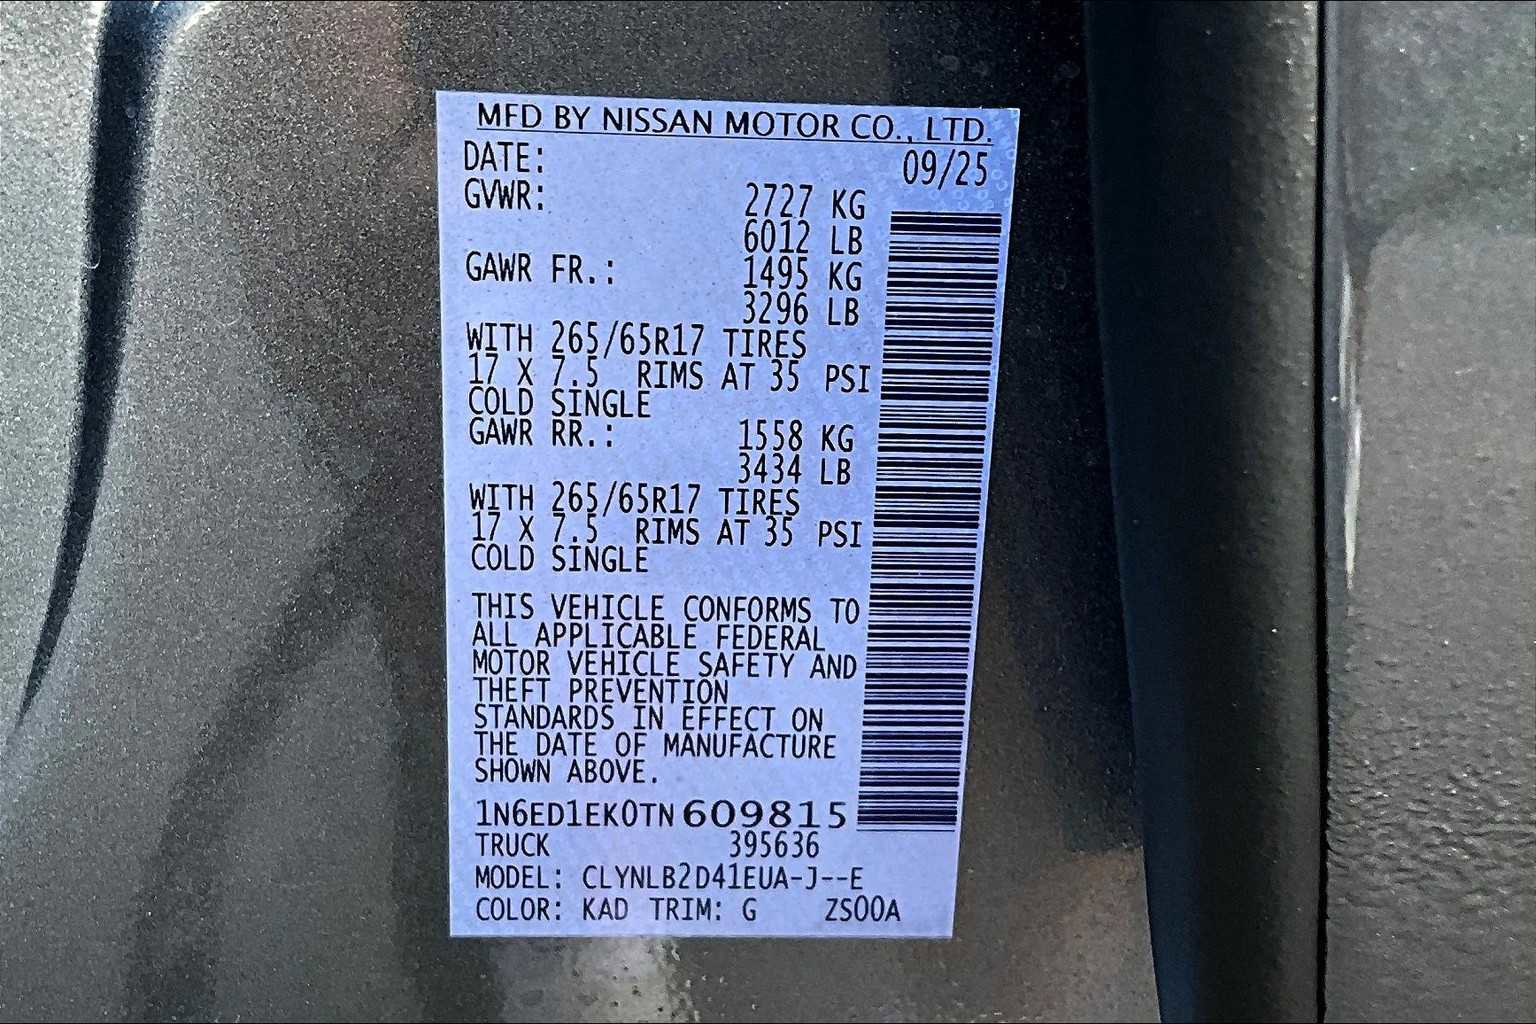 MFD BY NISSAN MOTOR CO., LTD.
DATE: 09/25
GVWR: 2727 KG
6012 LB
GAWR FR.: 1495 KG
3296 LB
WITH 265/65R17 TIRES
17 X 7.5 RIMS AT 35 PSI
COLD SINGLE
GAWR RR.: 1558 KG
3434 LB
WITH 265/65R17 TIRES
17 X 7.5 RIMS AT 35 PSI
COLD SINGLE
THIS VEHICLE CONFORMS TO
ALL APPLICABLE FEDERAL
MOTOR VEHICLE SAFETY AND
THEFT PREVENTION
STANDARDS IN EFFECT ON
THE DATE OF MANUFACTURE
SHOWN ABOVE.
1N6ED1EK0TN609815
TRUCK 395636
MODEL: CLYNLB2D41EUA-J--E
COLOR: KAD TRIM: G ZS00A